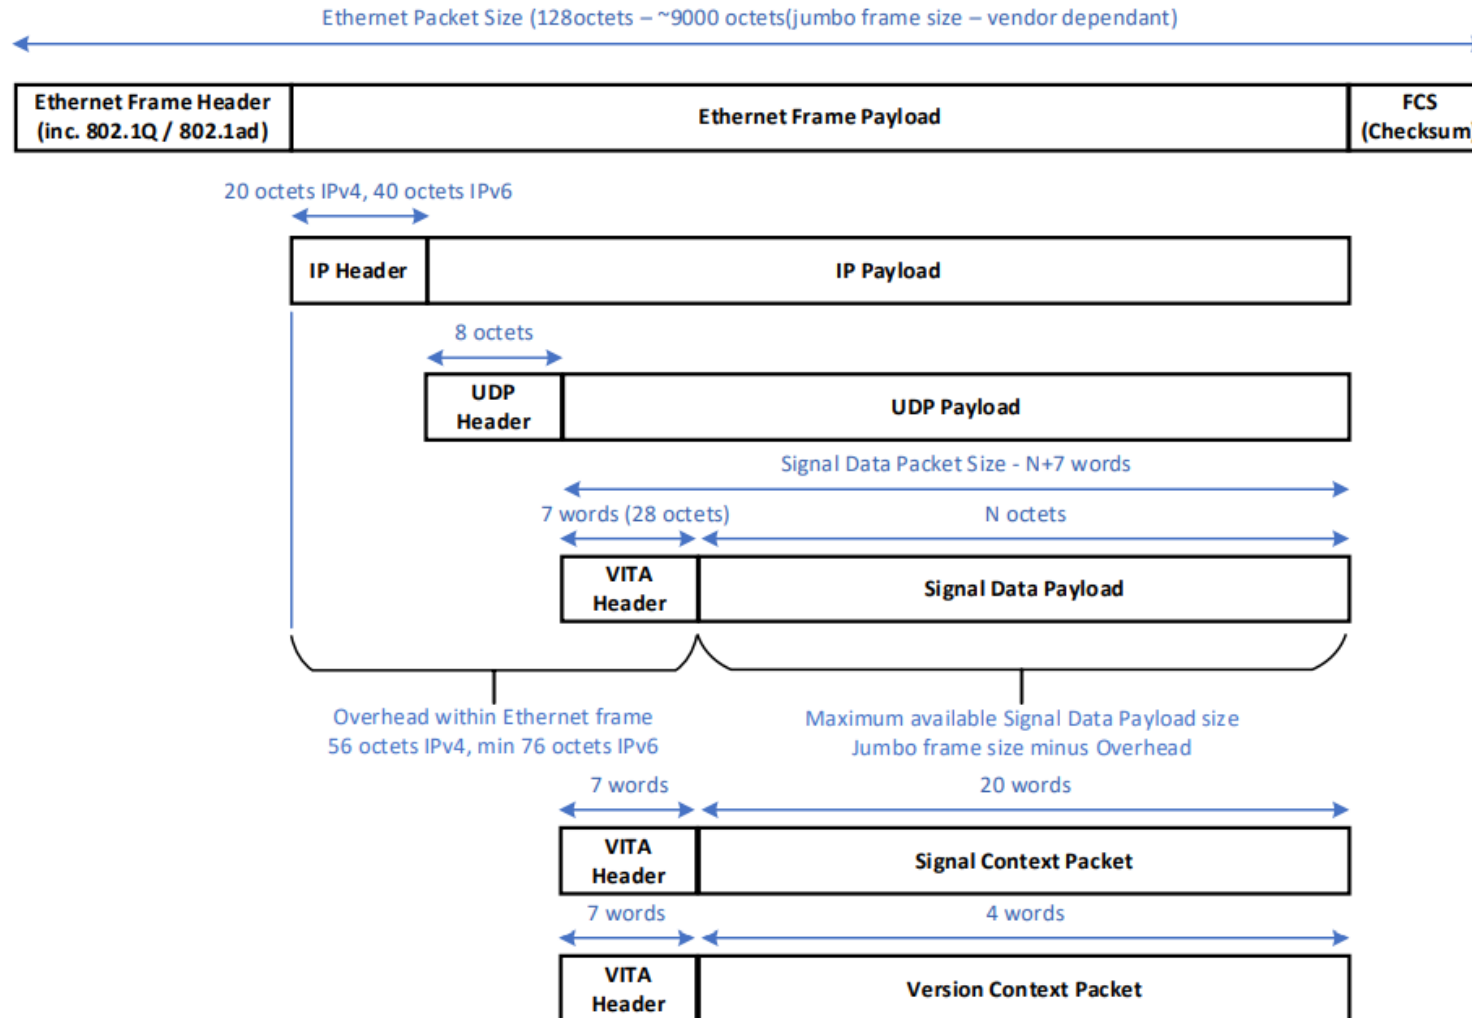 Ethernet Packet Size (128octets – ~9000 octets(jumbo frame size – vendor dependant)
Ethernet Frame Header
(inc. 802.1Q / 802.1ad)
Ethernet Frame Payload
FCS
(Checksum)
20 octets IPv4, 40 octets IPv6
IP Header
IP Payload
8 octets
UDP
Header
UDP Payload
Signal Data Packet Size - N+7 words
7 words (28 octets)
N octets
VITA
Header
Signal Data Payload
Overhead within Ethernet frame
56 octets IPv4, min 76 octets IPv6
Maximum available Signal Data Payload size
Jumbo frame size minus Overhead
7 words
20 words
VITA
Header
Signal Context Packet
7 words
4 words
VITA
Header
Version Context Packet